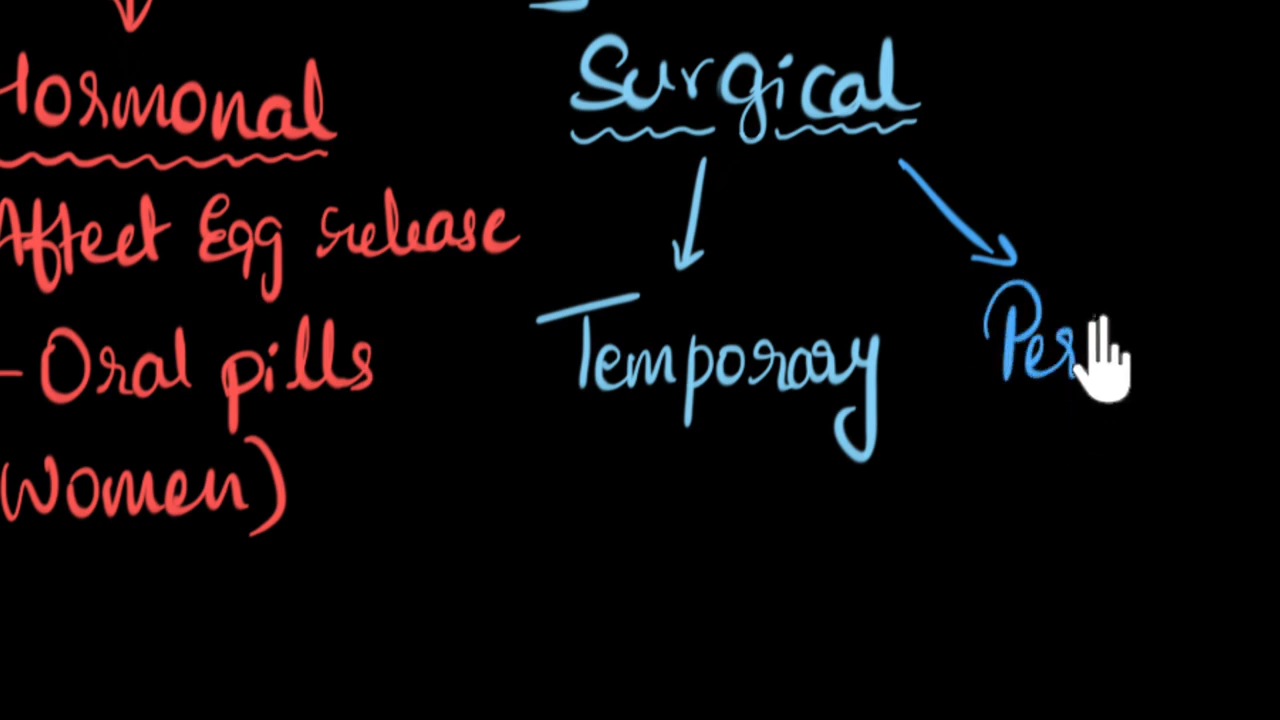 Hormonal
Affect Egg release
- Oral pills
(Women)
Surgical
Temporary
Per